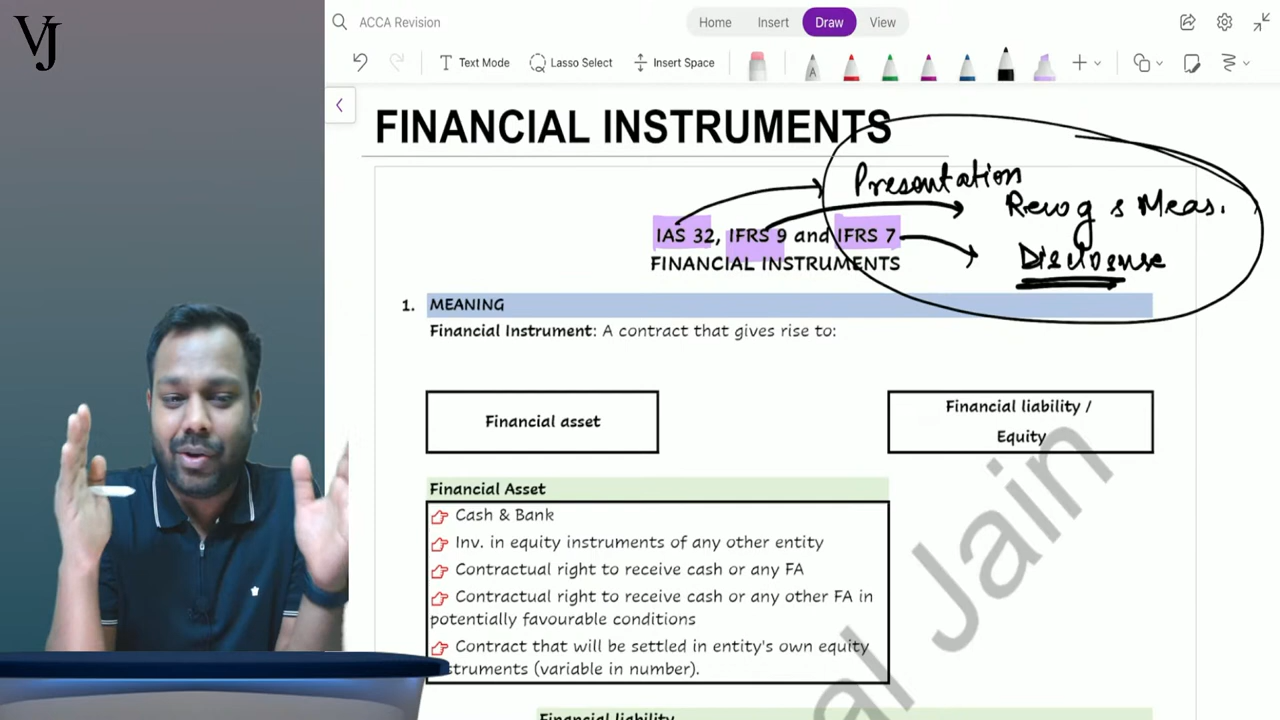 VJ
ACCA Revision
Home Insert Draw View
Text Mode Lasso Select Insert Space
FINANCIAL INSTRUMENTS
Presentation
Recog & Meas.
IAS 32, IFRS 9 and IFRS 7
FINANCIAL INSTRUMENTS
Disclosure
1. MEANING
Financial Instrument: A contract that gives rise to:
Financial asset
Financial liability /
Equity
Financial Asset
Cash & Bank
Inv. in equity instruments of any other entity
Contractual right to receive cash or any FA
Contractual right to receive cash or any other FA in
potentially favourable conditions
Contract that will be settled in entity's own equity
struments (variable in number).
Financial liability
al Jain